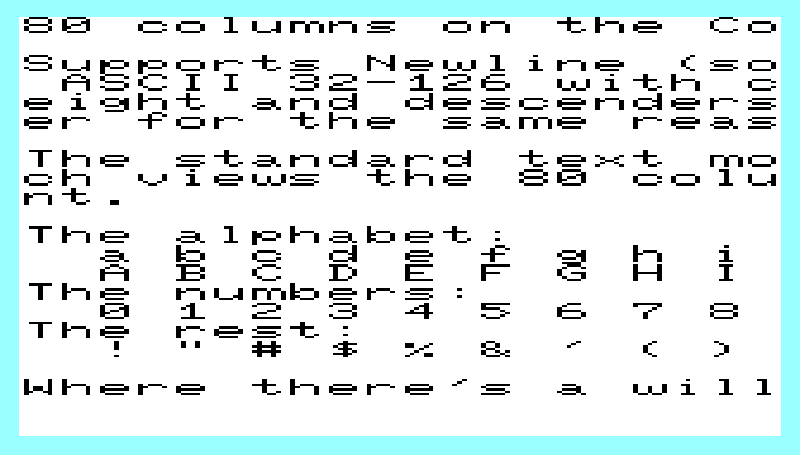 80 columns on the Co
Supports Newline (so
ASCII 32-126 with c
eight and descenders
er for the same reas
The standard text mo
ch views the 80 colu
nt.
The alphabet:
a b c d e f g h i
A B C D E F G H I
The numbers:
0 1 2 3 4 5 6 7 8
The rest:
! " # $ % & ' ( )
Where there's a will